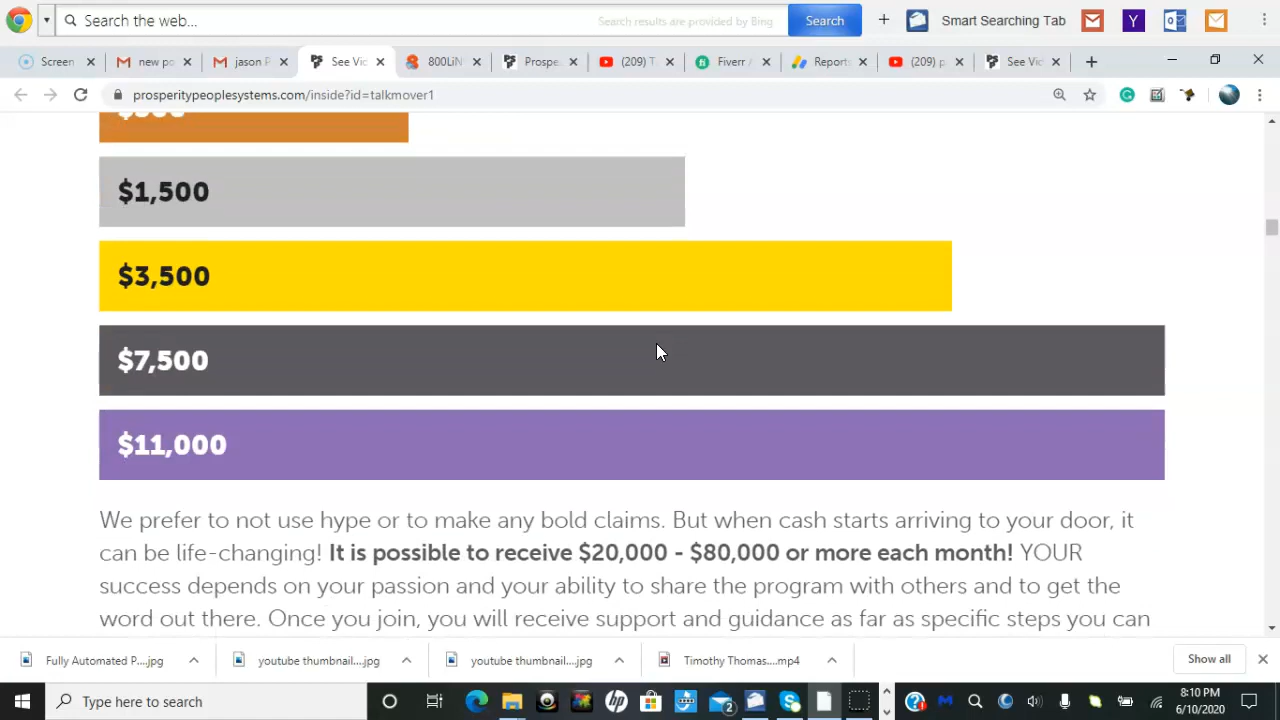 Search the web...
Search results are provided by Bing
Search
Smart Searching Tab
Screen
new po
jason P
See Vic
800LiN
Prospe
(209) T
Fiverr /
Reports
(209) p
See Vic
prosperitypeoplesystems.com/inside?id=talkmover1
$1,500
$3,500
$7,500
$11,000
We prefer to not use hype or to make any bold claims. But when cash starts arriving to your door, it
can be life-changing! It is possible to receive $20,000 - $80,000 or more each month! YOUR
success depends on your passion and your ability to share the program with others and to get the
word out there. Once you join, you will receive support and guidance as far as specific steps you can
Fully Automated P....jpg
youtube thumbnail....jpg
youtube thumbnail....jpg
Timothy Thomas....mp4
Show all
Type here to search
2
8:10 PM
6/10/2020